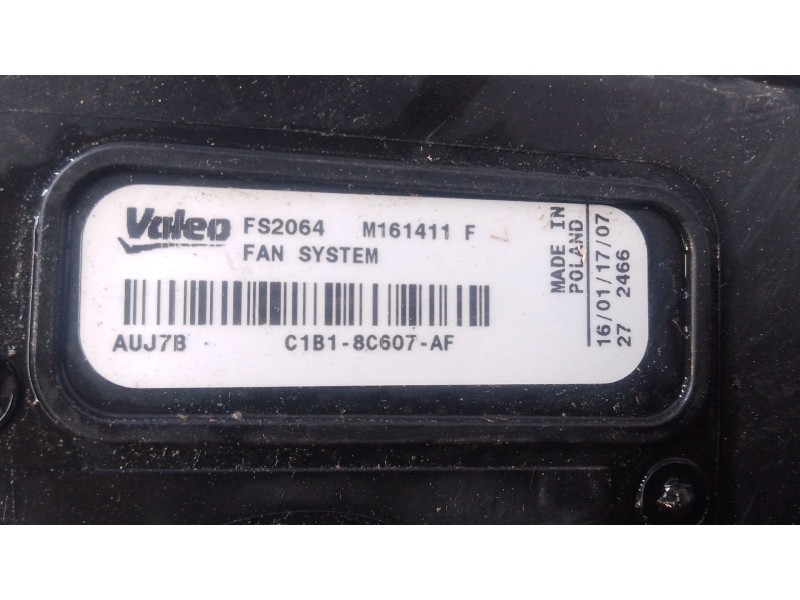 Valeo FS2064 M161411 F
FAN SYSTEM
AUJ7B C1B1-8C607-AF
MADE IN
POLAND
16/01/17/07
27 2466